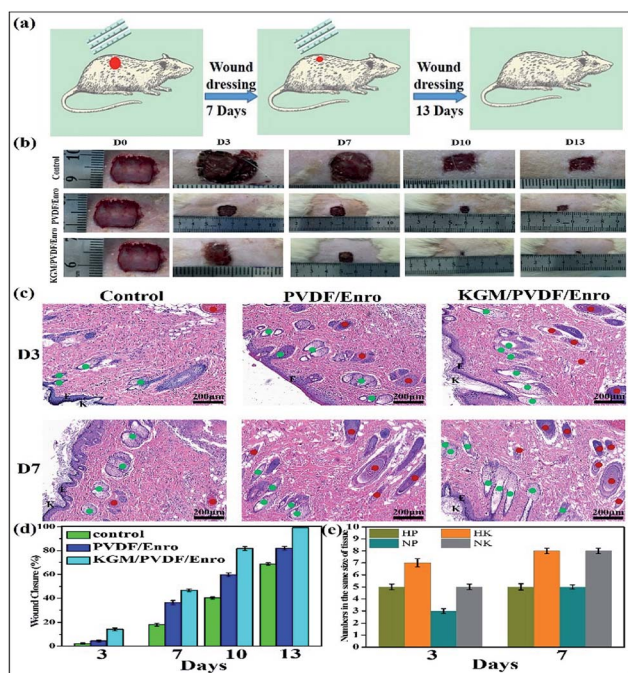 (a)
Wound
dressing
7 Days
Wound
dressing
13 Days
(b)
D0 D3 D7 D10 D13
Control
PVDF/Enro
KGM/PVDF/Enro
(c)
Control PVDF/Enro KGM/PVDF/Enro
D3
E
K
200μm
E
200μm
E
K
200μm
D7
E
K
200μm
200μm
E
K
200μm
(d)
Wound Closure (%)
100
80
60
40
20
0
control
PVDF/Enro
KGM/PVDF/Enro
3 7 10 13
Days
(e)
Numbers in the same size of tissue
10
9
8
7
6
5
4
3
2
1
0
HP HK
NP NK
3 7
Days